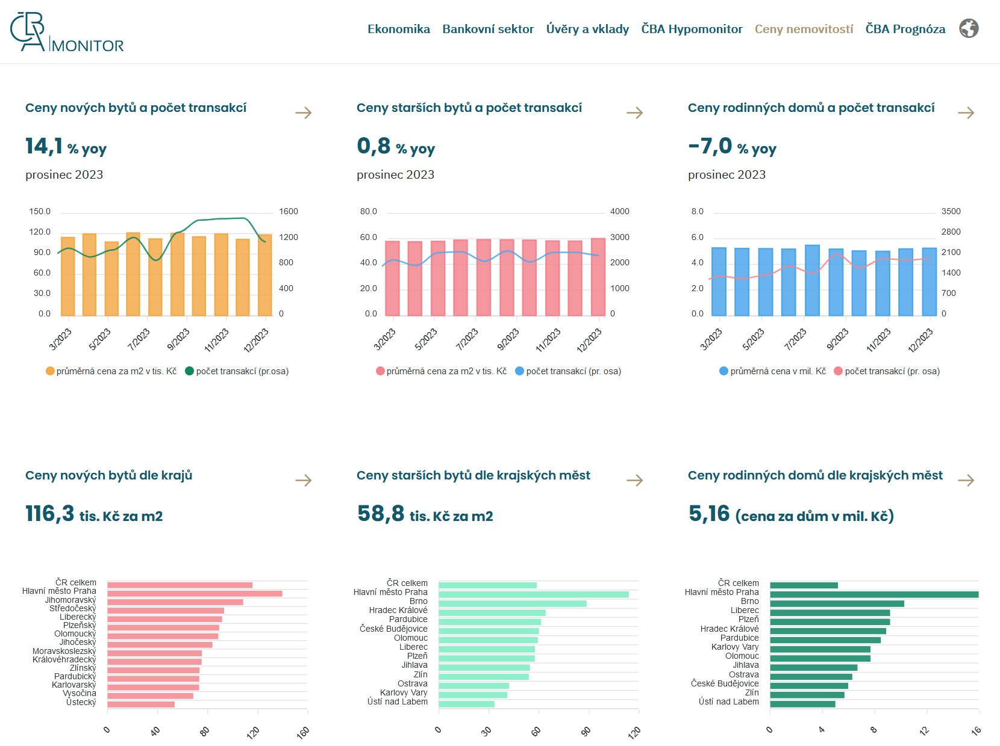 ČBA MONITOR
Ekonomika Bankovní sektor Úvěry a vklady ČBA Hypomonitor Ceny nemovitostí ČBA Prognóza
Ceny nových bytů a počet transakcí
14,1 % yoy
prosinec 2023
150.0
120.0
90.0
60.0
30.0
0.0
1600
1200
800
400
0
3/2023 5/2023 7/2023 9/2023 11/2023 12/2023
průměrná cena za m2 v tis. Kč počet transakcí (pr.osa)
Ceny starších bytů a počet transakcí
0,8 % yoy
prosinec 2023
80.0
60.0
40.0
20.0
0.0
4000
3000
2000
1000
0
3/2023 5/2023 7/2023 9/2023 11/2023 12/2023
průměrná cena za m2 v tis. Kč počet transakcí (pr. osa)
Ceny rodinných domů a počet transakcí
-7,0 % yoy
prosinec 2023
8.0
6.0
4.0
2.0
0.0
3500
2800
2100
1400
700
0
3/2023 5/2023 7/2023 9/2023 11/2023 12/2023
průměrná cena v mil. Kč počet transakcí (pr. osa)
Ceny nových bytů dle krajů
116,3 tis. Kč za m2
ČR celkem
Hlavní město Praha
Jihomoravský
Středočeský
Liberecký
Plzeňský
Olomoucký
Jihočeský
Moravskoslezský
Královéhradecký
Zlínský
Pardubický
Karlovarský
Vysočina
Ústecký
0 40 80 120 160
Ceny starších bytů dle krajských měst
58,8 tis. Kč za m2
ČR celkem
Hlavní město Praha
Brno
Hradec Králové
Pardubice
České Budějovice
Olomouc
Liberec
Plzeň
Jihlava
Zlín
Ostrava
Karlovy Vary
Ústí nad Labem
0 30 60 90 120
Ceny rodinných domů dle krajských měst
5,16 (cena za dům v mil. Kč)
ČR celkem
Hlavní město Praha
Brno
Liberec
Plzeň
Hradec Králové
Pardubice
Karlovy Vary
Olomouc
Jihlava
Ostrava
České Budějovice
Zlín
Ústí nad Labem
0 4 8 12 16